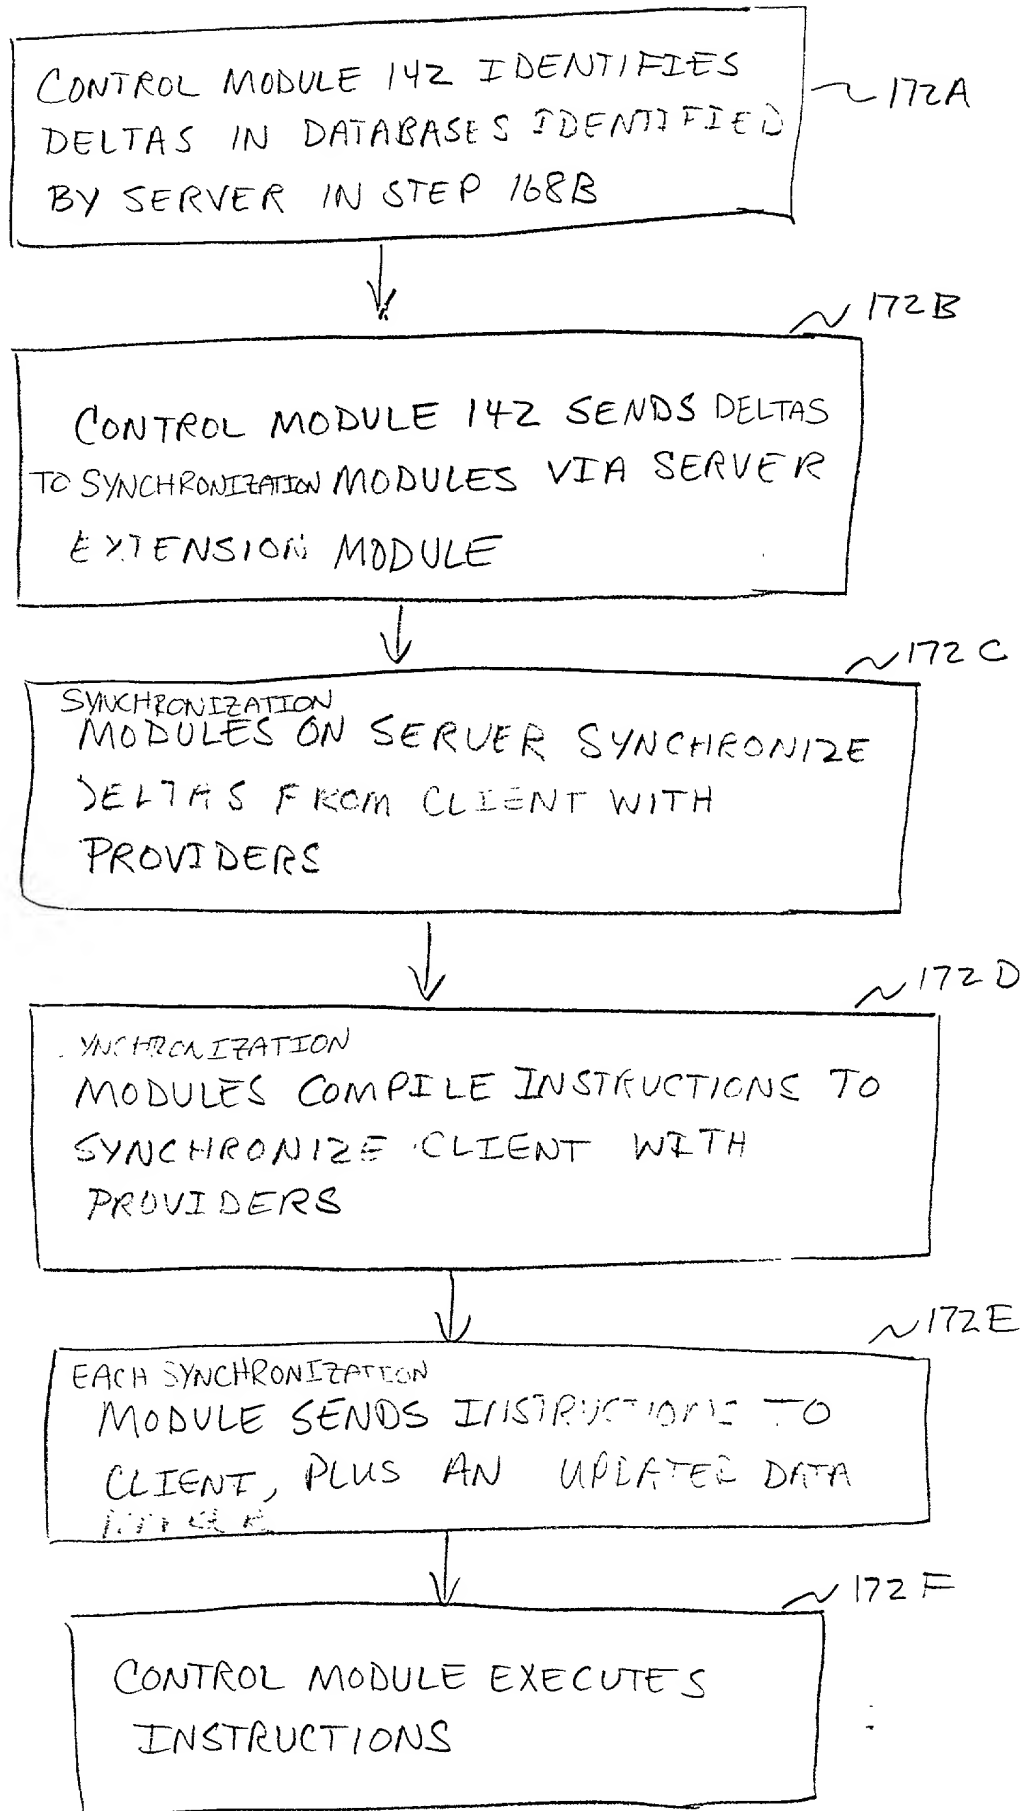 CONTROL MODULE 142 IDENTIFIES
DELTAS IN DATABASES IDENTIFIED
BY SERVER IN STEP 168B
172A
172B
CONTROL MODULE 142 SENDS DELTAS
TO SYNCHRONIZATION MODULES VIA SERVER
EXTENSION MODULE
172C
SYNCHRONIZATION
MODULES ON SERVER SYNCHRONIZE
DELTAS FROM CLIENT WITH
PROVIDERS
172D
SYNCHRONIZATION
MODULES COMPILE INSTRUCTIONS TO
SYNCHRONIZE CLIENT WITH
PROVIDERS
172E
EACH SYNCHRONIZATION
MODULE SENDS INSTRUCTIONS TO
CLIENT, PLUS AN UPDATED DATA
172F
CONTROL MODULE EXECUTES
INSTRUCTIONS